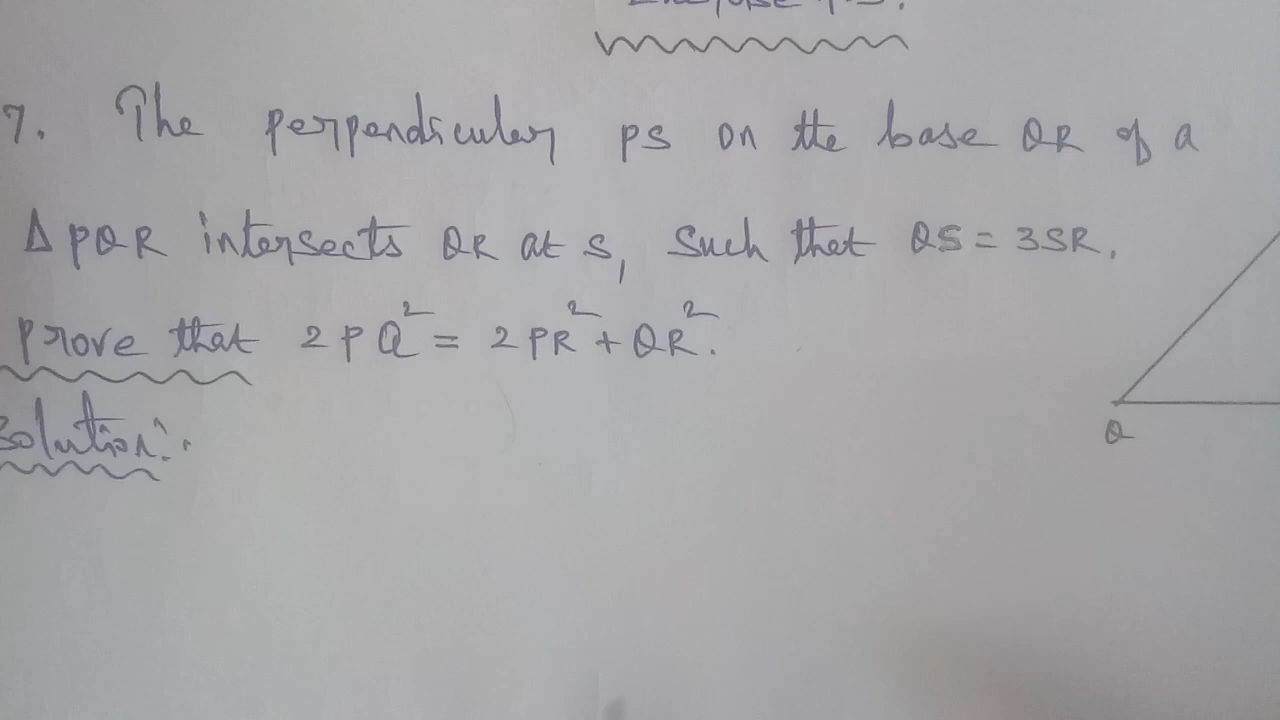 7. The perpendicular PS on the base QR of a
Δ PQR intersects QR at S, such that QS = 3SR.
Prove that 2PQ² = 2PR² + QR².
Solution:
Q